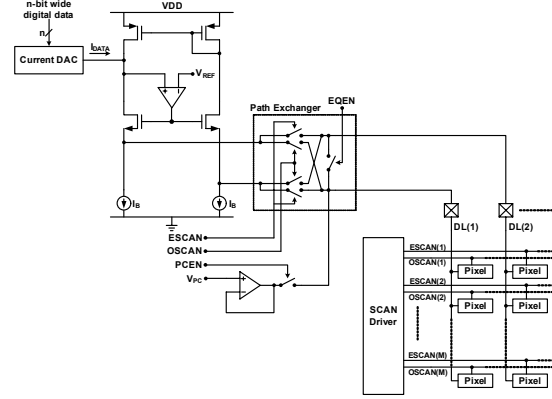 n-bit wide
digital data
n
VDD
IDATA
Current DAC
+ -
VREF
EQEN
Path Exchanger
IB
IB
ESCAN
OSCAN
PCEN
VPC
+
-
DL(1)
DL(2)
SCAN
Driver
ESCAN(1)
OSCAN(1)
Pixel
Pixel
ESCAN(2)
OSCAN(2)
Pixel
Pixel
ESCAN(M)
OSCAN(M)
Pixel
Pixel